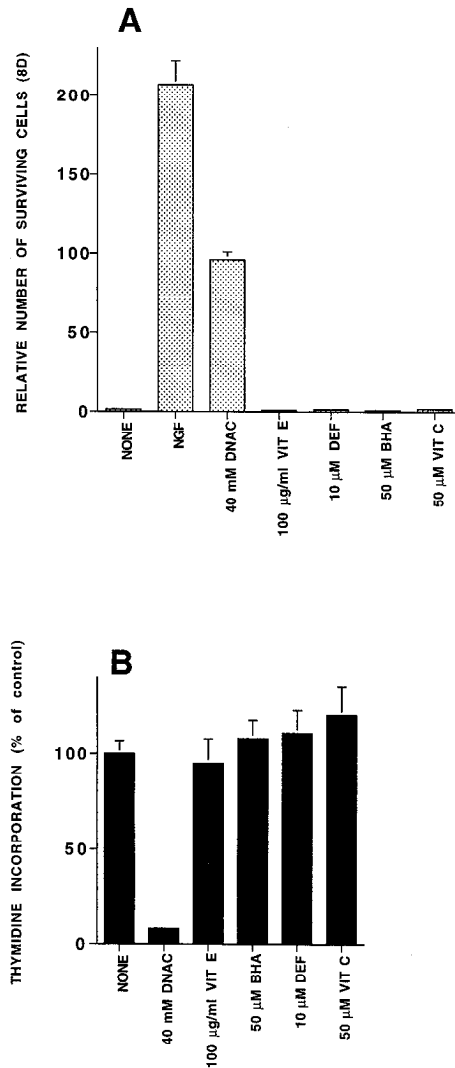 A
RELATIVE NUMBER OF SURVIVING CELLS (8D)
200
150
100
50
0
NONE
NGF
40 mM DNAC
100 µg/ml VIT E
10 µM DEF
50 µM BHA
50 µM VIT C
B
THYMIDINE INCORPORATION (% of control)
100
50
0
NONE
40 mM DNAC
100 µg/ml VIT E
50 µM BHA
10 µM DEF
50 µM VIT C